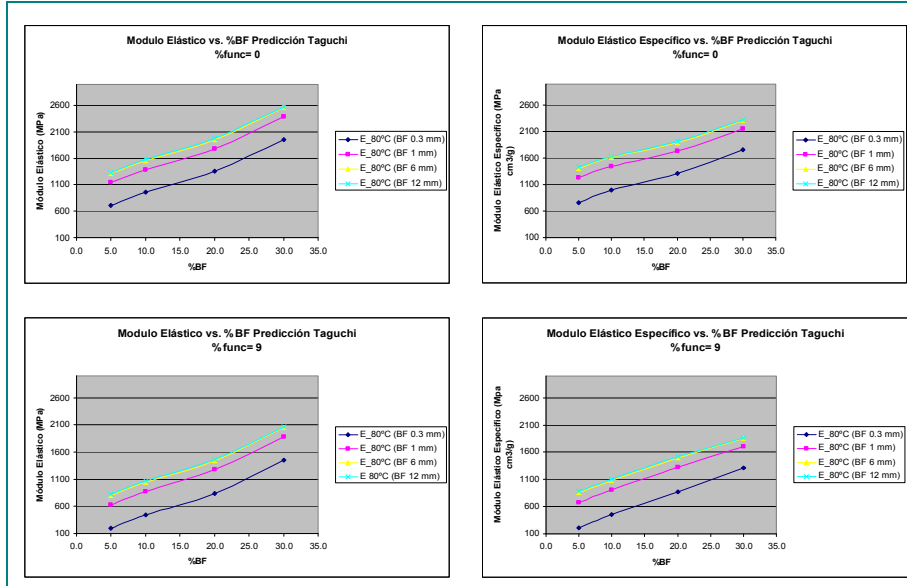 Modulo Elástico vs. %BF Predicción Taguchi
%func= 0
Módulo Elástico (MPa)
2600
2100
1600
1100
600
100
0.0 5.0 10.0 15.0 20.0 25.0 30.0 35.0
%BF
E_80ºC (BF 0.3 mm)
E_80ºC (BF 1 mm)
E_80ºC (BF 6 mm)
E_80ºC (BF 12 mm)
Modulo Elástico Específico vs. %BF Predicción Taguchi
%func= 0
Módulo Elástico Específico (MPa
cm3/g)
2600
2100
1600
1100
600
100
0.0 5.0 10.0 15.0 20.0 25.0 30.0 35.0
%BF
E_80ºC (BF 0.3 mm)
E_80ºC (BF 1 mm)
E_80ºC (BF 6 mm)
E_80ºC (BF 12 mm)
Modulo Elástico vs. %BF Predicción Taguchi
%func= 9
Módulo Elástico (MPa)
2600
2100
1600
1100
600
100
0.0 5.0 10.0 15.0 20.0 25.0 30.0 35.0
%BF
E_80ºC (BF 0.3 mm)
E_80ºC (BF 1 mm)
E_80ºC (BF 6 mm)
E 80ºC (BF 12 mm)
Modulo Elástico Específico vs. %BF Predicción Taguchi
%func= 9
Módulo Elástico Específico (Mpa
cm3/g)
2600
2100
1600
1100
600
100
0.0 5.0 10.0 15.0 20.0 25.0 30.0 35.0
%BF
E_80ºC (BF 0.3 mm)
E_80ºC (BF 1 mm)
E_80ºC (BF 6 mm)
E_80ºC (BF 12 mm)